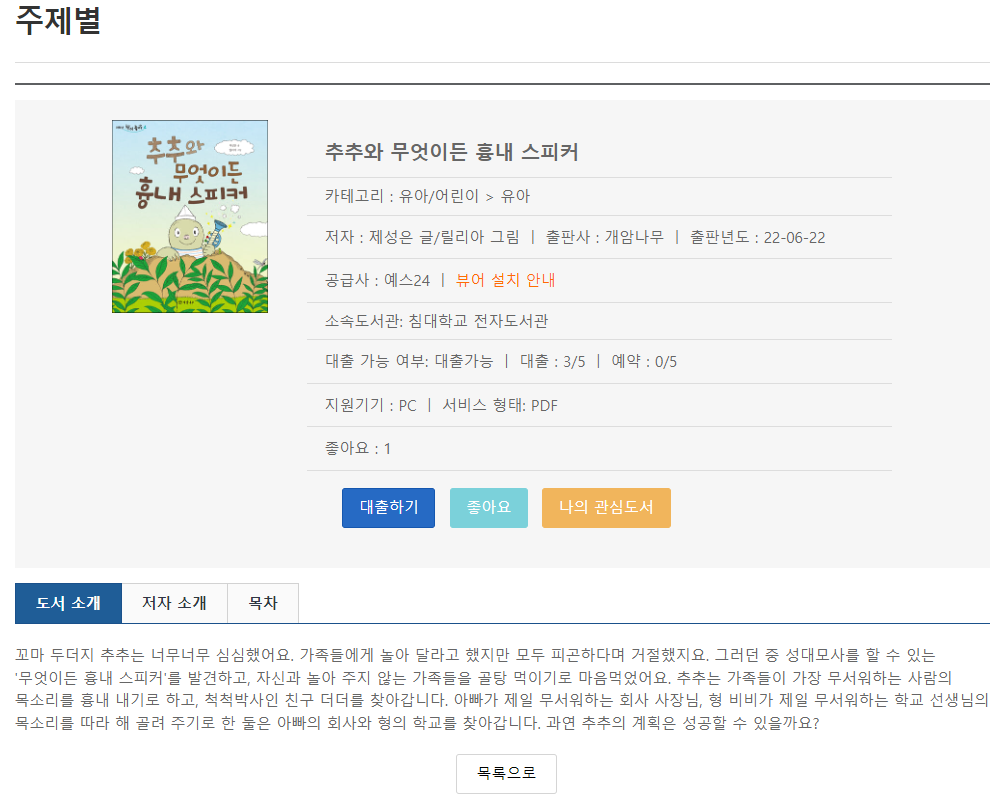 주제별
추추와
무엇이든
흉내 스피커
추추와 무엇이든 흉내 스피커
카테고리 : 유아/어린이 > 유아
저자 : 제성은 글/릴리아 그림 | 출판사 : 개암나무 | 출판년도 : 22-06-22
공급사 : 예스24 | 뷰어 설치 안내
소속도서관: 침대학교 전자도서관
대출 가능 여부: 대출가능 | 대출 : 3/5 | 예약 : 0/5
지원기기 : PC | 서비스 형태: PDF
좋아요 : 1
대출하기 좋아요 나의 관심도서
도서 소개 저자 소개 목차
꼬마 두더지 추추는 너무너무 심심했어요. 가족들에게 놀아 달라고 했지만 모두 피곤하다며 거절했지요. 그러던 중 성대모사를 할 수 있는
'무엇이든 흉내 스피커'를 발견하고, 자신과 놀아 주지 않는 가족들을 골탕 먹이기로 마음먹었어요. 추추는 가족들이 가장 무서워하는 사람의
목소리를 흉내 내기로 하고, 척척박사인 친구 더더를 찾아갑니다. 아빠가 제일 무서워하는 회사 사장님, 형 비비가 제일 무서워하는 학교 선생님의
목소리를 따라 해 골려 주기로 한 둘은 아빠의 회사와 형의 학교를 찾아갑니다. 과연 추추의 계획은 성공할 수 있을까요?
목록으로